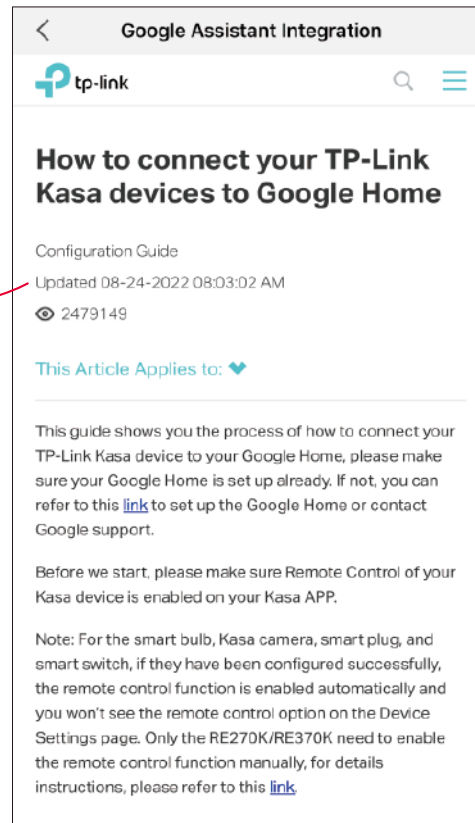 Google Assistant Integration
tp-link
How to connect your TP-Link
Kasa devices to Google Home
Configuration Guide
Updated 08-24-2022 08:03:02 AM
2479149
This Article Applies to:
This guide shows you the process of how to connect your
TP-Link Kasa device to your Google Home, please make
sure your Google Home is set up already. If not, you can
refer to this link to set up the Google Home or contact
Google support.
Before we start, please make sure Remote Control of your
Kasa device is enabled on your Kasa APP.
Note: For the smart bulb, Kasa camera, smart plug, and
smart switch, if they have been configured successfully,
the remote control function is enabled automatically and
you won't see the remote control option on the Device
Settings page. Only the RE270K/RE370K need to enable
the remote control function manually, for details
instructions, please refer to this link.